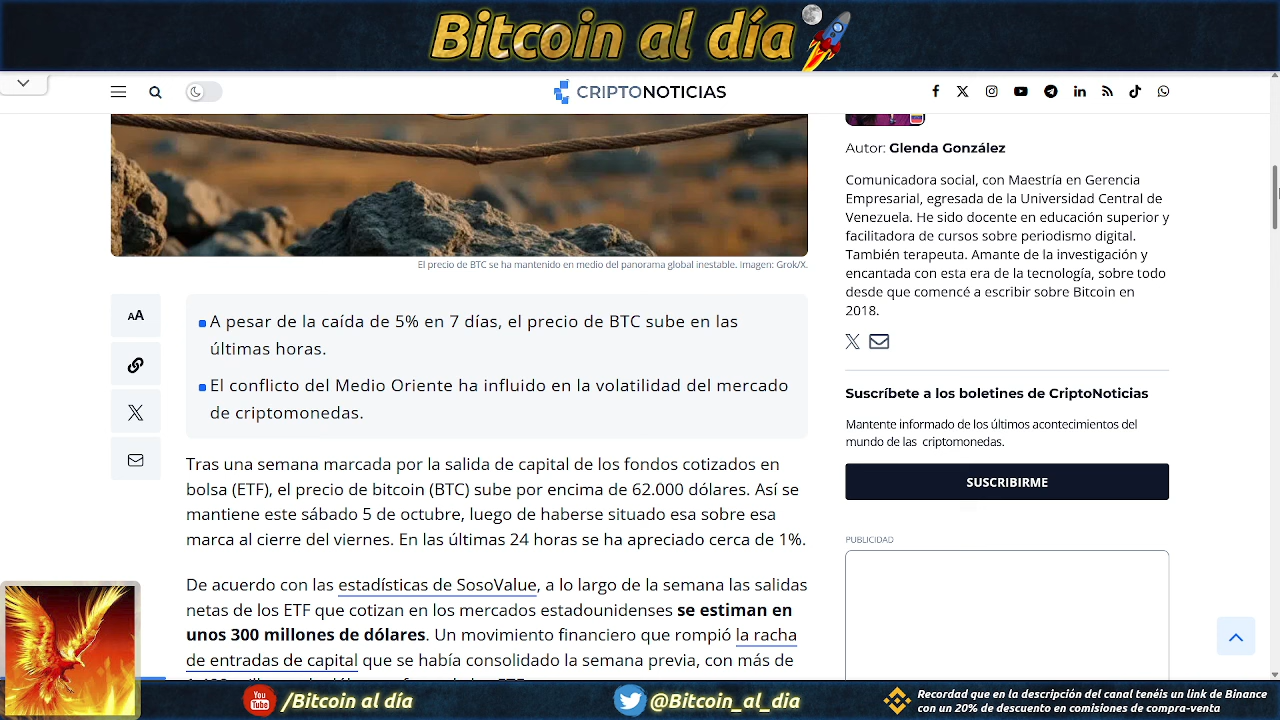 Bitcoin al día
CRIPTONOTICIAS
El precio de BTC se ha mantenido en medio del panorama global inestable. Imagen: Grok/X.
AA
A pesar de la caída de 5% en 7 días, el precio de BTC sube en las
últimas horas.
El conflicto del Medio Oriente ha influido en la volatilidad del mercado
de criptomonedas.
Tras una semana marcada por la salida de capital de los fondos cotizados en
bolsa (ETF), el precio de bitcoin (BTC) sube por encima de 62.000 dólares. Así se
mantiene este sábado 5 de octubre, luego de haberse situado esa sobre esa
marca al cierre del viernes. En las últimas 24 horas se ha apreciado cerca de 1%.
De acuerdo con las estadísticas de SosoValue, a lo largo de la semana las salidas
netas de los ETF que cotizan en los mercados estadounidenses se estiman en
unos 300 millones de dólares. Un movimiento financiero que rompió la racha
de entradas de capital que se había consolidado la semana previa, con más de
Autor: Glenda González
Comunicadora social, con Maestría en Gerencia
Empresarial, egresada de la Universidad Central de
Venezuela. He sido docente en educación superior y
facilitadora de cursos sobre periodismo digital.
También terapeuta. Amante de la investigación y
encantada con esta era de la tecnología, sobre todo
desde que comencé a escribir sobre Bitcoin en
2018.
Suscríbete a los boletines de CriptoNoticias
Mantente informado de los últimos acontecimientos del
mundo de las criptomonedas.
SUSCRIBIRME
PUBLICIDAD
You Tube /Bitcoin al día
@Bitcoin_al_dia
Recordad que en la descripción del canal tenéis un link de Binance
con un 20% de descuento en comisiones de compra-venta